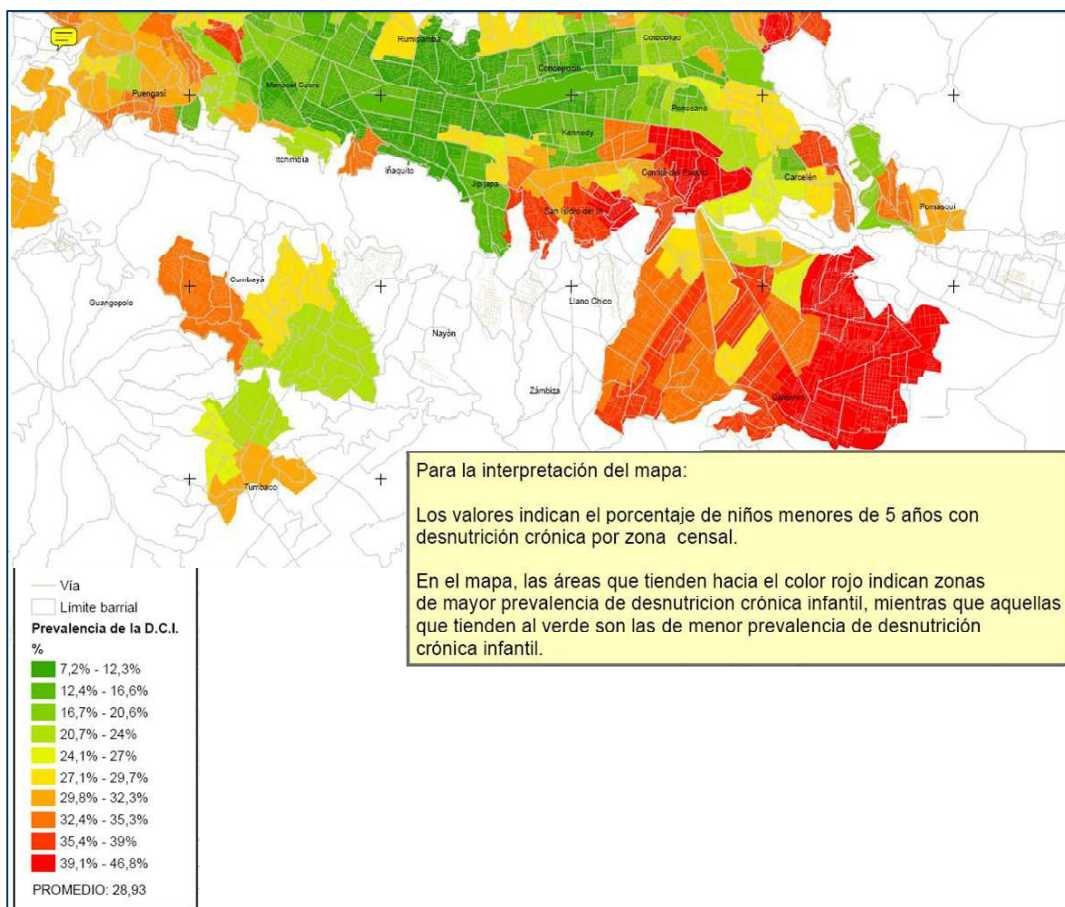 Rumipamba
Cotocollao
Concepción
Puengasí
Mariscal Sucre
Ponceano
Kennedy
Itchimbía
Iñaquito
Jipijapa
Comité del Pueblo
Carcelén
San Isidro del In
Pomasqui
Cumbayá
Guangopolo
Llano Chico
Nayón
Zámbiza
Calderón
Tumbaco
Para la interpretación del mapa:
Los valores indican el porcentaje de niños menores de 5 años con
desnutrición crónica por zona censal.
En el mapa, las áreas que tienden hacia el color rojo indican zonas
de mayor prevalencia de desnutricion crónica infantil, mientras que aquellas
que tienden al verde son las de menor prevalencia de desnutrición
crónica infantil.
Vía
Límite barrial
Prevalencia de la D.C.I.
%
7,2% - 12,3%
12,4% - 16,6%
16,7% - 20,6%
20,7% - 24%
24,1% - 27%
27,1% - 29,7%
29,8% - 32,3%
32,4% - 35,3%
35,4% - 39%
39,1% - 46,8%
PROMEDIO: 28,93